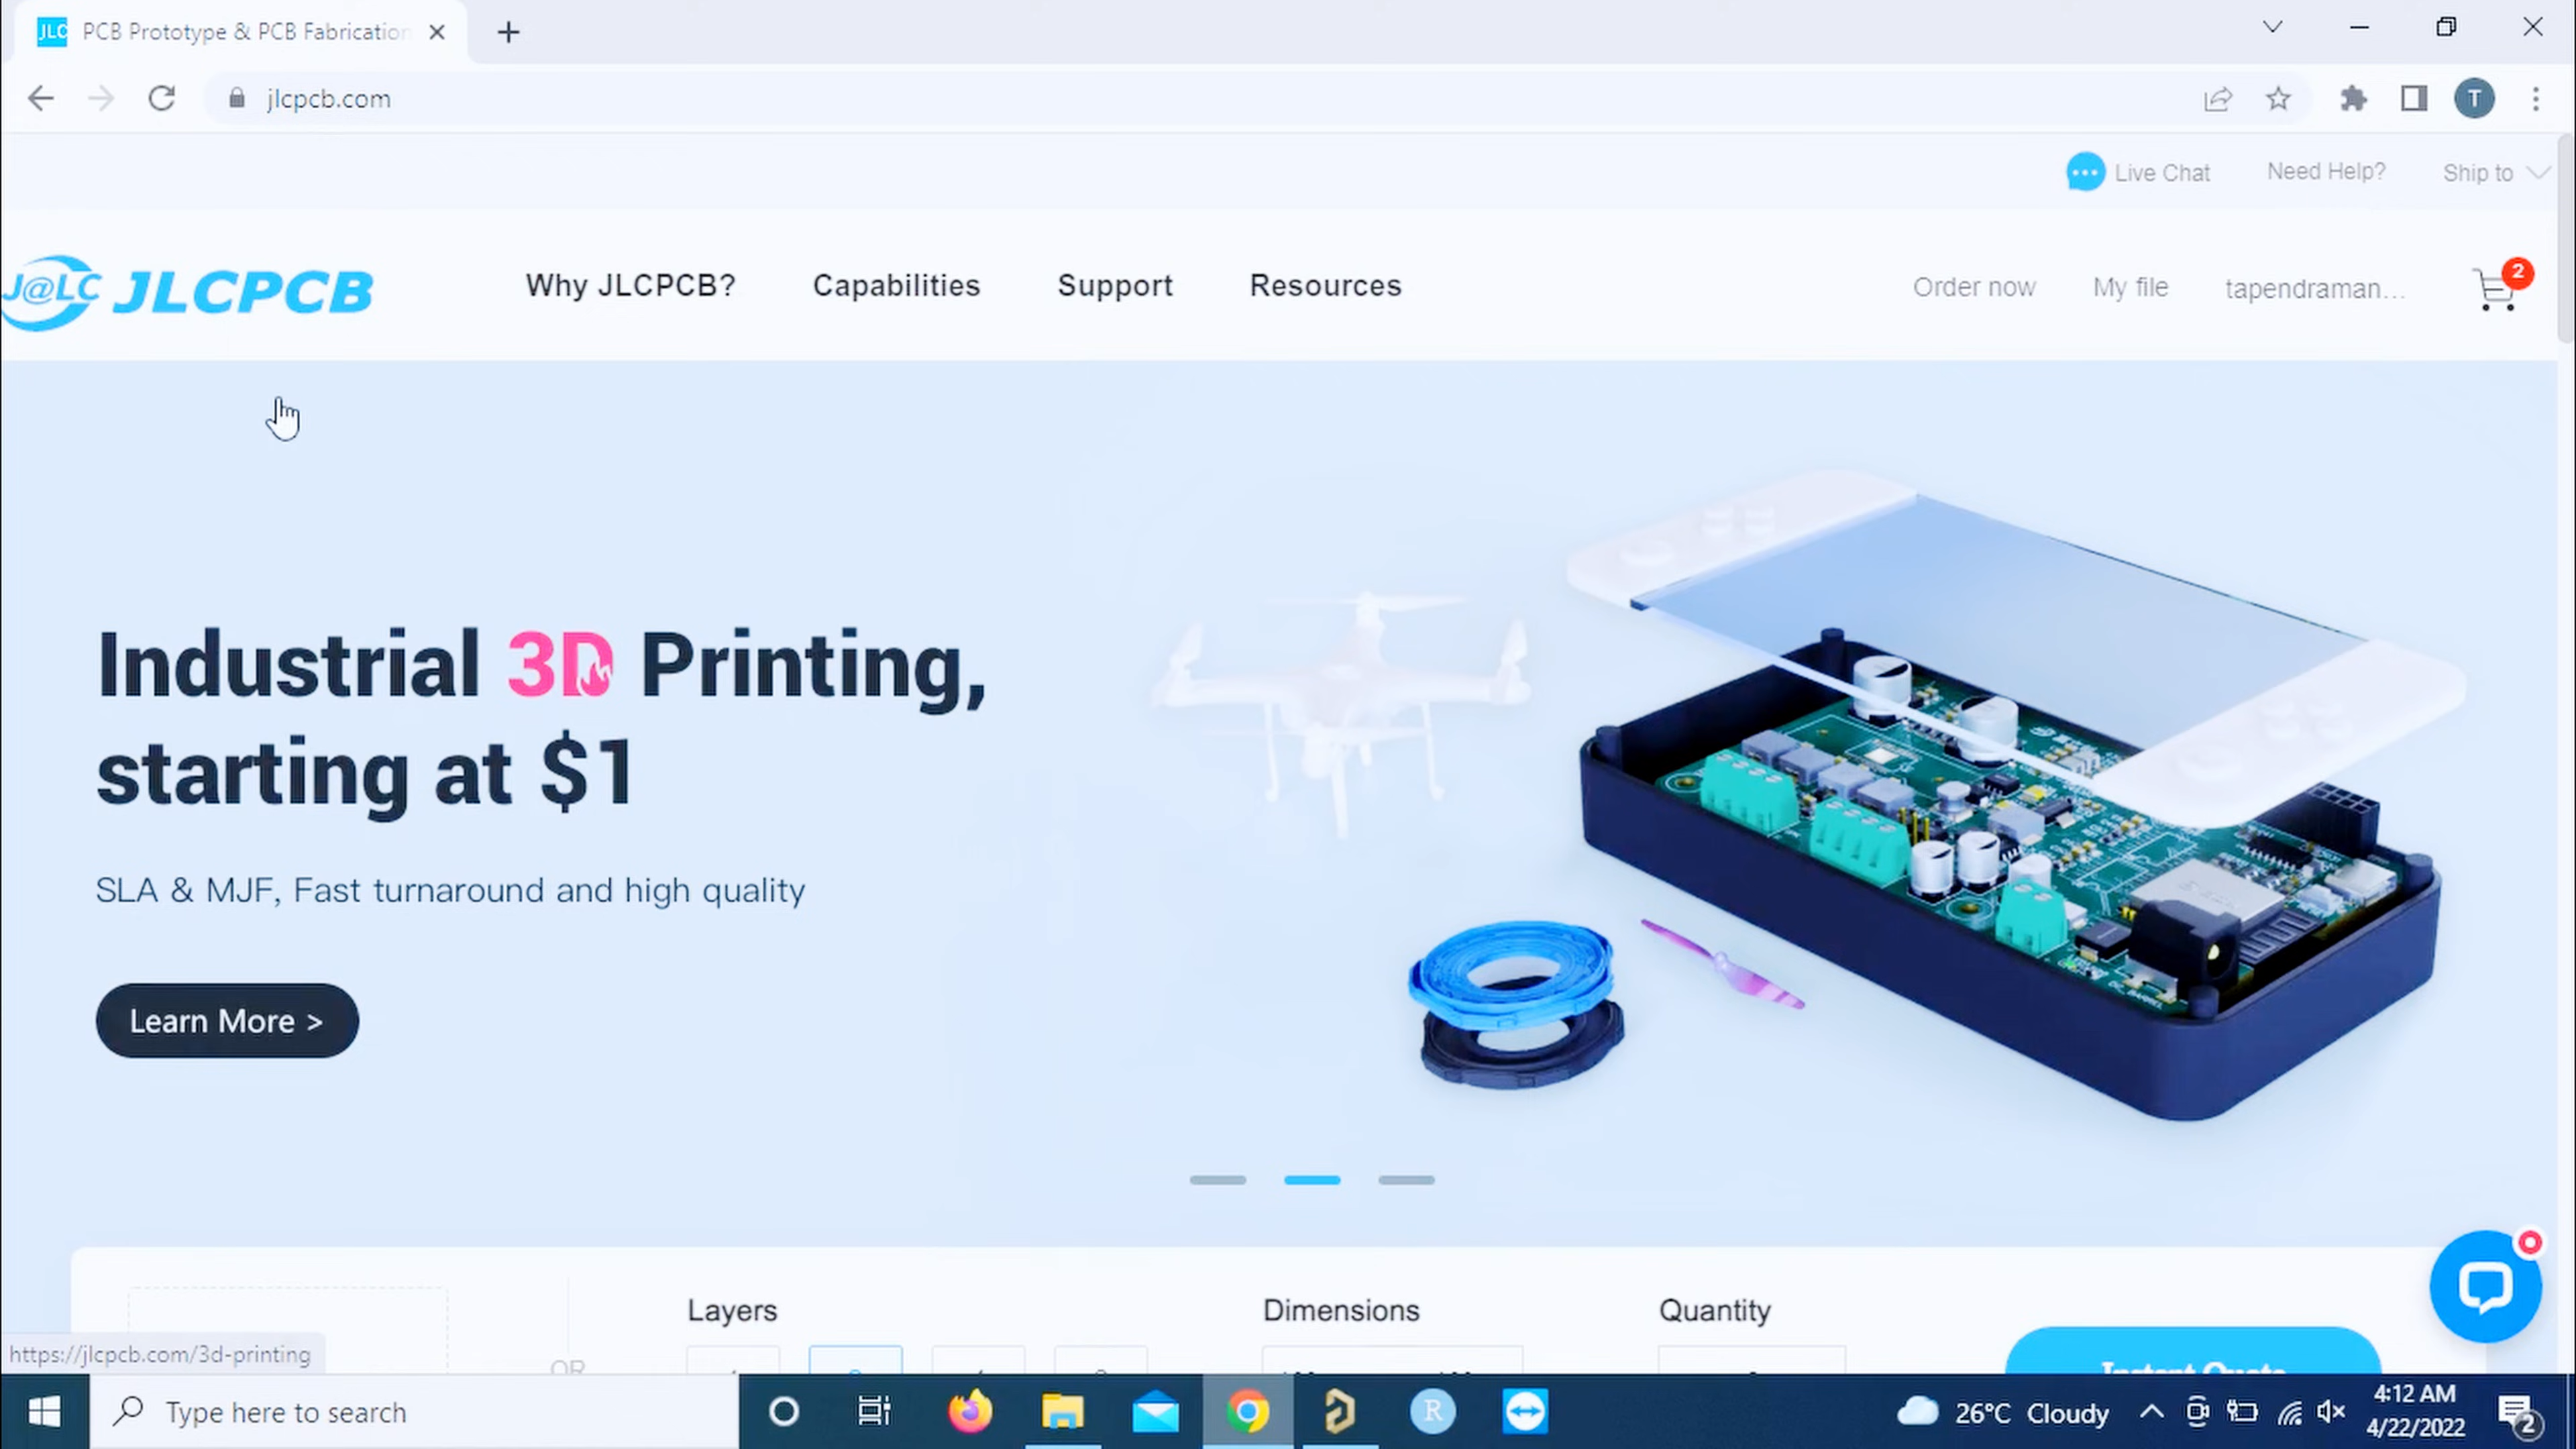 JLC PCB Prototype & PCB Fabrication
jlcpcb.com
T
Live Chat Need Help? Ship to
J@LC JLCPCB Why JLCPCB? Capabilities Support Resources Order now My file tapendraman... 2
Industrial 3D Printing,
starting at $1
SLA & MJF, Fast turnaround and high quality
Learn More >
Layers Dimensions Quantity
https://jlcpcb.com/3d-printing
OR
Instant Quote
Type here to search
R
26°C Cloudy
4:12 AM
4/22/2022
2